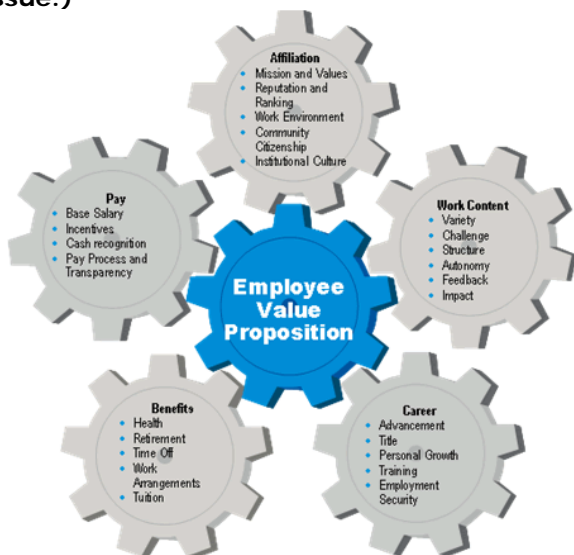 ssue.)
Affiliation
Mission and Values
Reputation and
Ranking
Work Environment
Community
Citizenship
Institutional Culture
Pay
Base Salary
Incentives
Cash recognition
Pay Process and
Transparency
Work Content
Variety
Challenge
Structure
Autonomy
Feedback
Impact
Employee
Value
Proposition
Benefits
Health
Retirement
Time Off
Work
Arrangements
Tuition
Career
Advancement
Title
Personal Growth
Training
Employment
Security